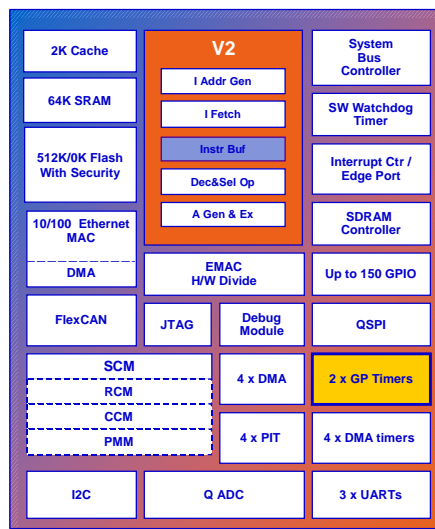 2K Cache
64K SRAM
512K/0K Flash
With Security
10/100 Ethernet
MAC
DMA
FlexCAN
V2
I Addr Gen
I Fetch
Instr Buf
Dec&Sel Op
A Gen & Ex
System
Bus
Controller
SW Watchdog
Timer
Interrupt Ctr /
Edge Port
SDRAM
Controller
EMAC
H/W Divide
Up to 150 GPIO
JTAG
Debug
Module
QSPI
SCM
RCM
CCM
PMM
4 x DMA
2 x GP Timers
4 x PIT
4 x DMA timers
I2C
Q ADC
3 x UARTs